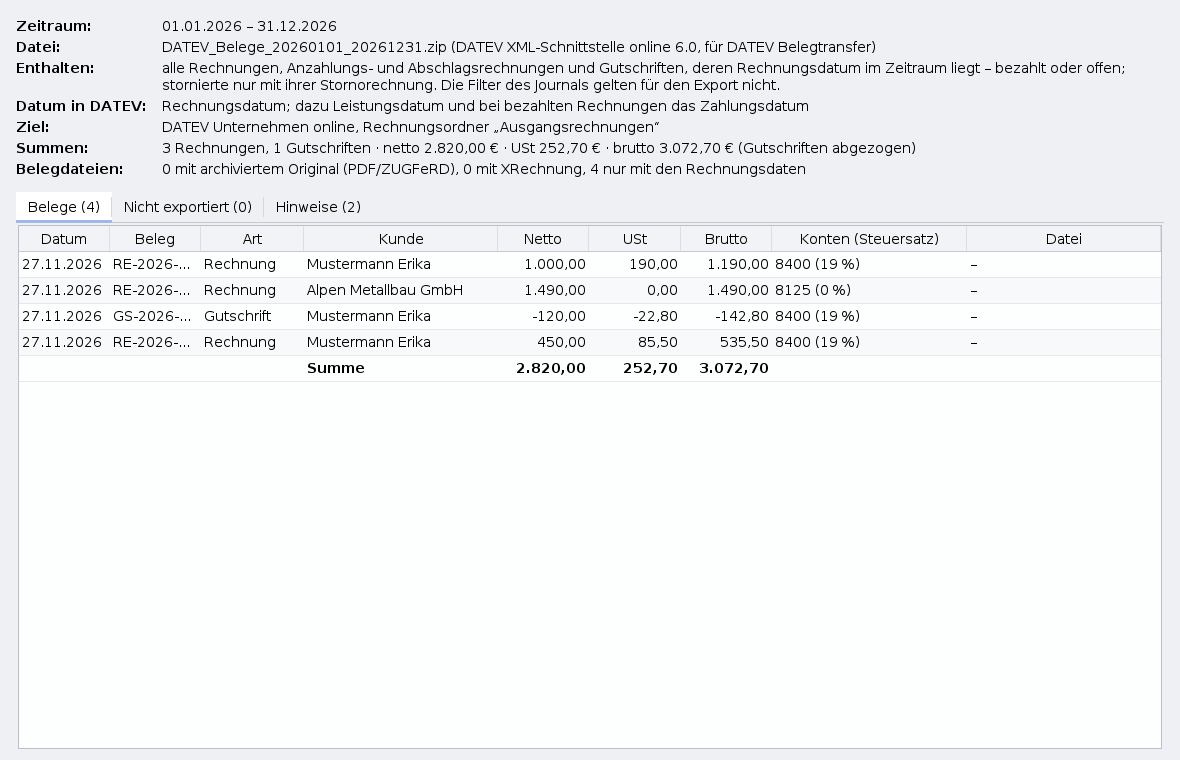 Zeitraum: 01.01.2026 – 31.12.2026
Datei: DATEV_Belege_20260101_20261231.zip (DATEV XML-Schnittstelle online 6.0, für DATEV Belegtransfer)
Enthalten: alle Rechnungen, Anzahlungs- und Abschlagsrechnungen und Gutschriften, deren Rechnungsdatum im Zeitraum liegt – bezahlt oder offen;
stornierte nur mit ihrer Stornorechnung. Die Filter des Journals gelten für den Export nicht.
Datum in DATEV: Rechnungsdatum; dazu Leistungsdatum und bei bezahlten Rechnungen das Zahlungsdatum
Ziel: DATEV Unternehmen online, Rechnungsordner „Ausgangsrechnungen“
Summen: 3 Rechnungen, 1 Gutschriften · netto 2.820,00 € · USt 252,70 € · brutto 3.072,70 € (Gutschriften abgezogen)
Belegdateien: 0 mit archiviertem Original (PDF/ZUGFeRD), 0 mit XRechnung, 4 nur mit den Rechnungsdaten
Belege (4) Nicht exportiert (0) Hinweise (2)
Datum Beleg Art Kunde Netto USt Brutto Konten (Steuersatz) Datei
27.11.2026 RE-2026-... Rechnung Mustermann Erika 1.000,00 190,00 1.190,00 8400 (19 %) –
27.11.2026 RE-2026-... Rechnung Alpen Metallbau GmbH 1.490,00 0,00 1.490,00 8125 (0 %) –
27.11.2026 GS-2026-... Gutschrift Mustermann Erika -120,00 -22,80 -142,80 8400 (19 %) –
27.11.2026 RE-2026-... Rechnung Mustermann Erika 450,00 85,50 535,50 8400 (19 %) –
Summe 2.820,00 252,70 3.072,70